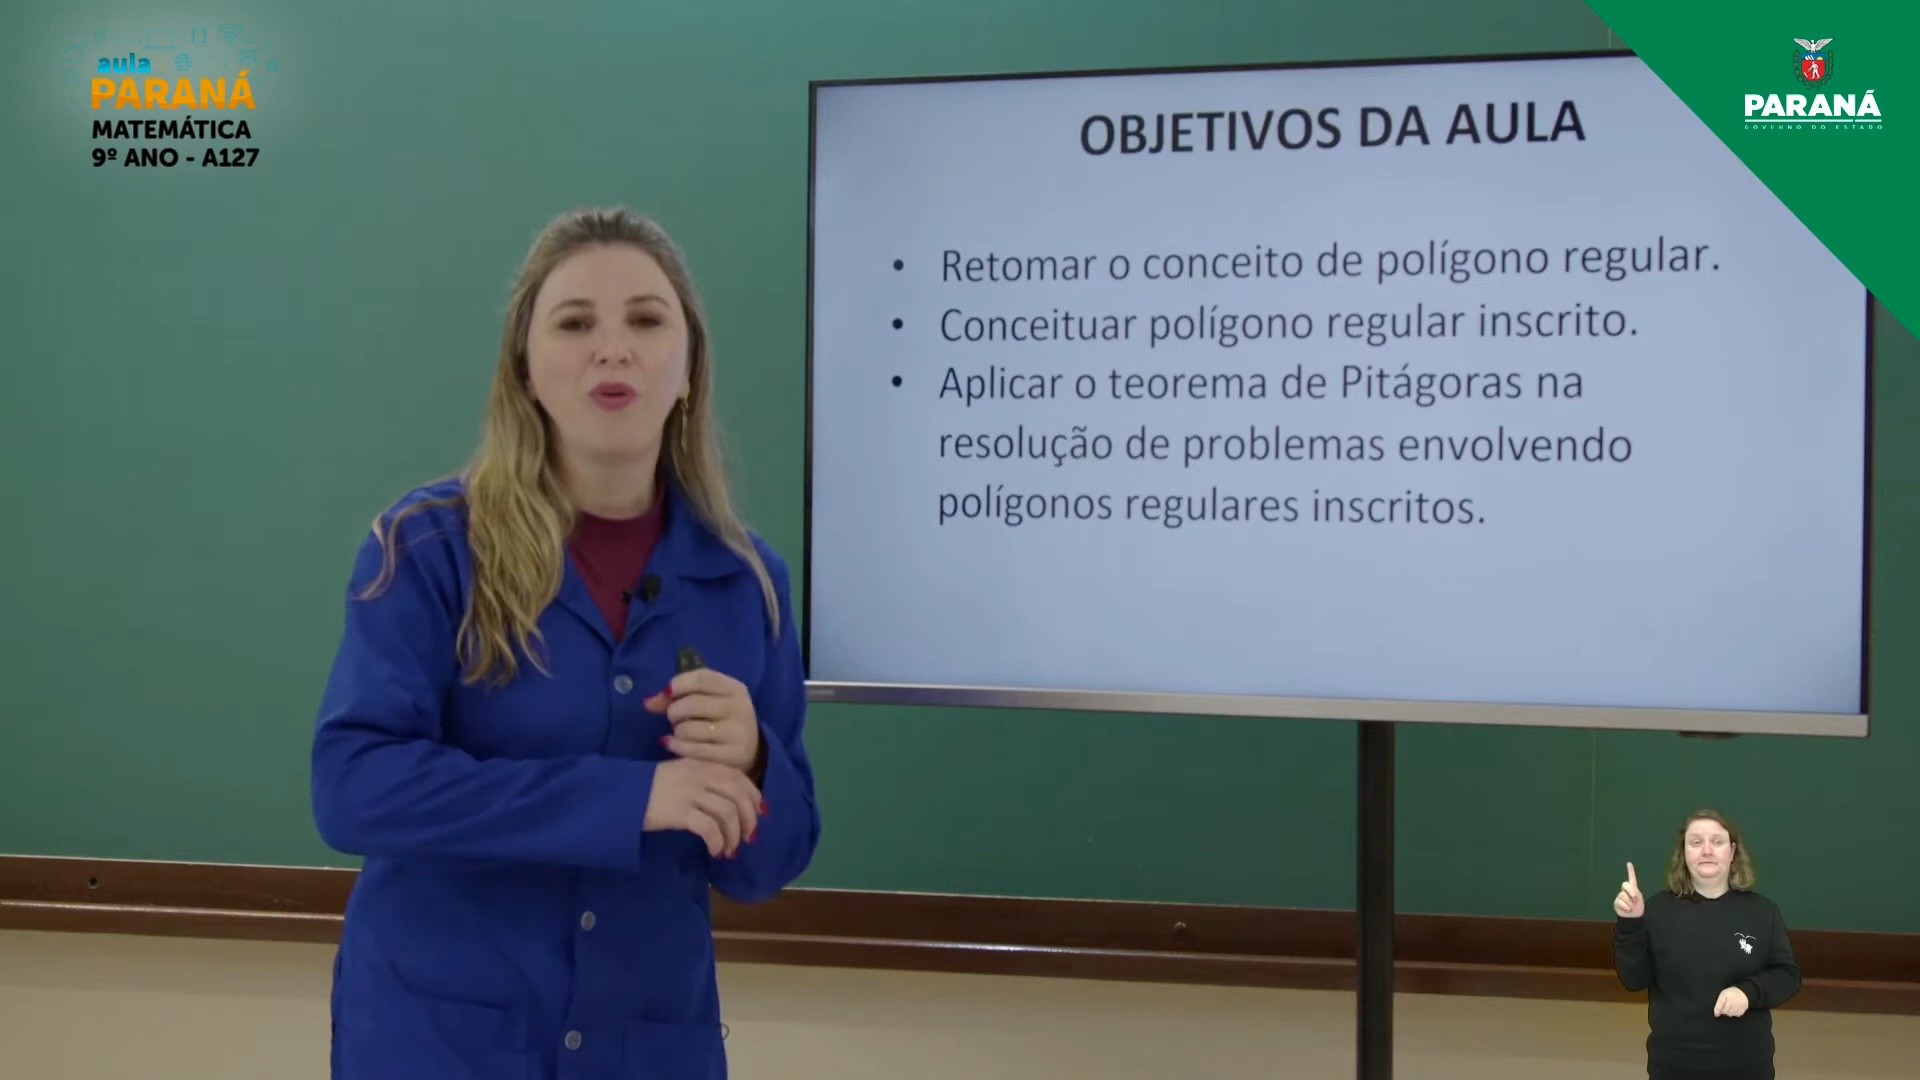 aula
PARANÁ
MATEMÁTICA
9º ANO - A127
OBJETIVOS DA AULA
• Retomar o conceito de polígono regular.
• Conceituar polígono regular inscrito.
• Aplicar o teorema de Pitágoras na
resolução de problemas envolvendo
polígonos regulares inscritos.
PARANÁ
GOVERNO DO ESTADO